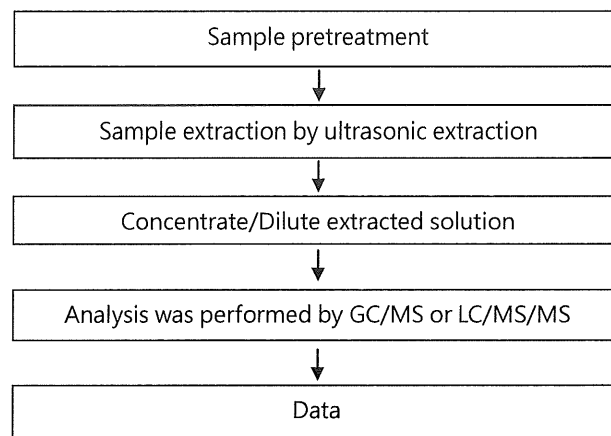 Sample pretreatment
Sample extraction by ultrasonic extraction
Concentrate/Dilute extracted solution
Analysis was performed by GC/MS or LC/MS/MS
Data